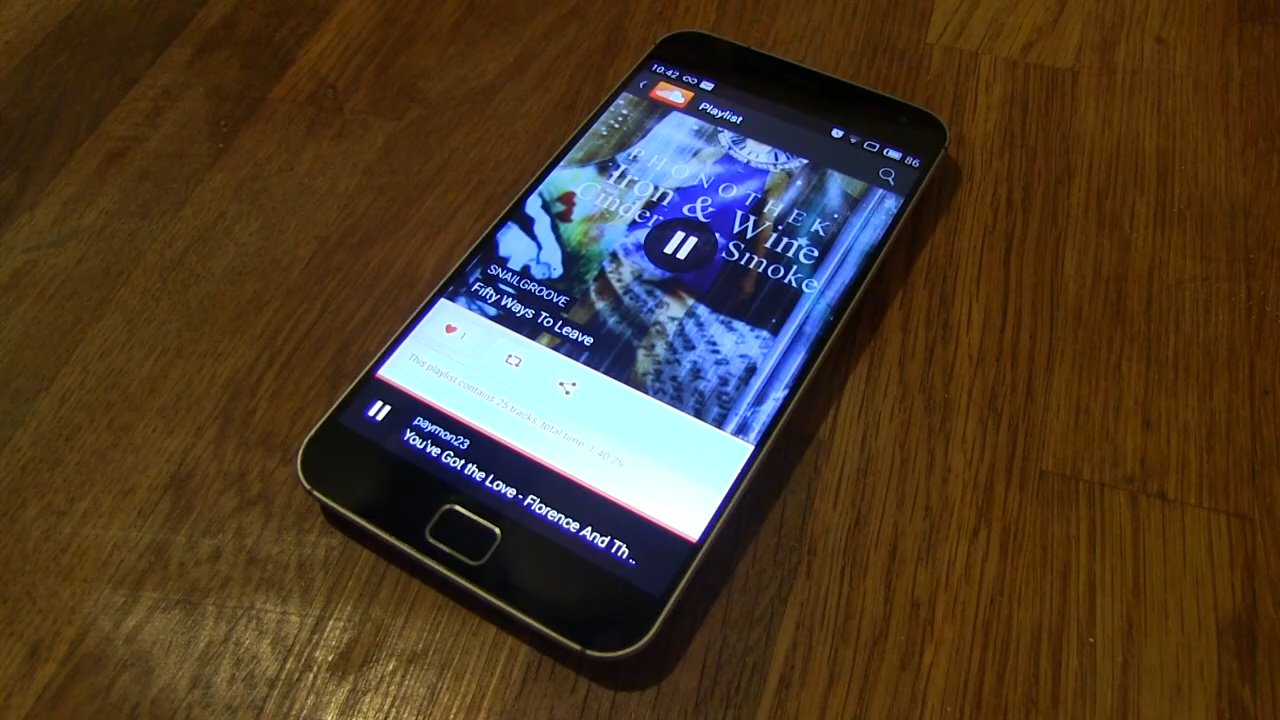 10:42
86
Playlist
PHONOTHEK
Iron & Wine
Cinder
Smoke
SNAILGROOVE
Fifty Ways To Leave
1
This playlist contains 25 tracks, total time: 1:40:25
paymon23
You've Got the Love - Florence And Th..